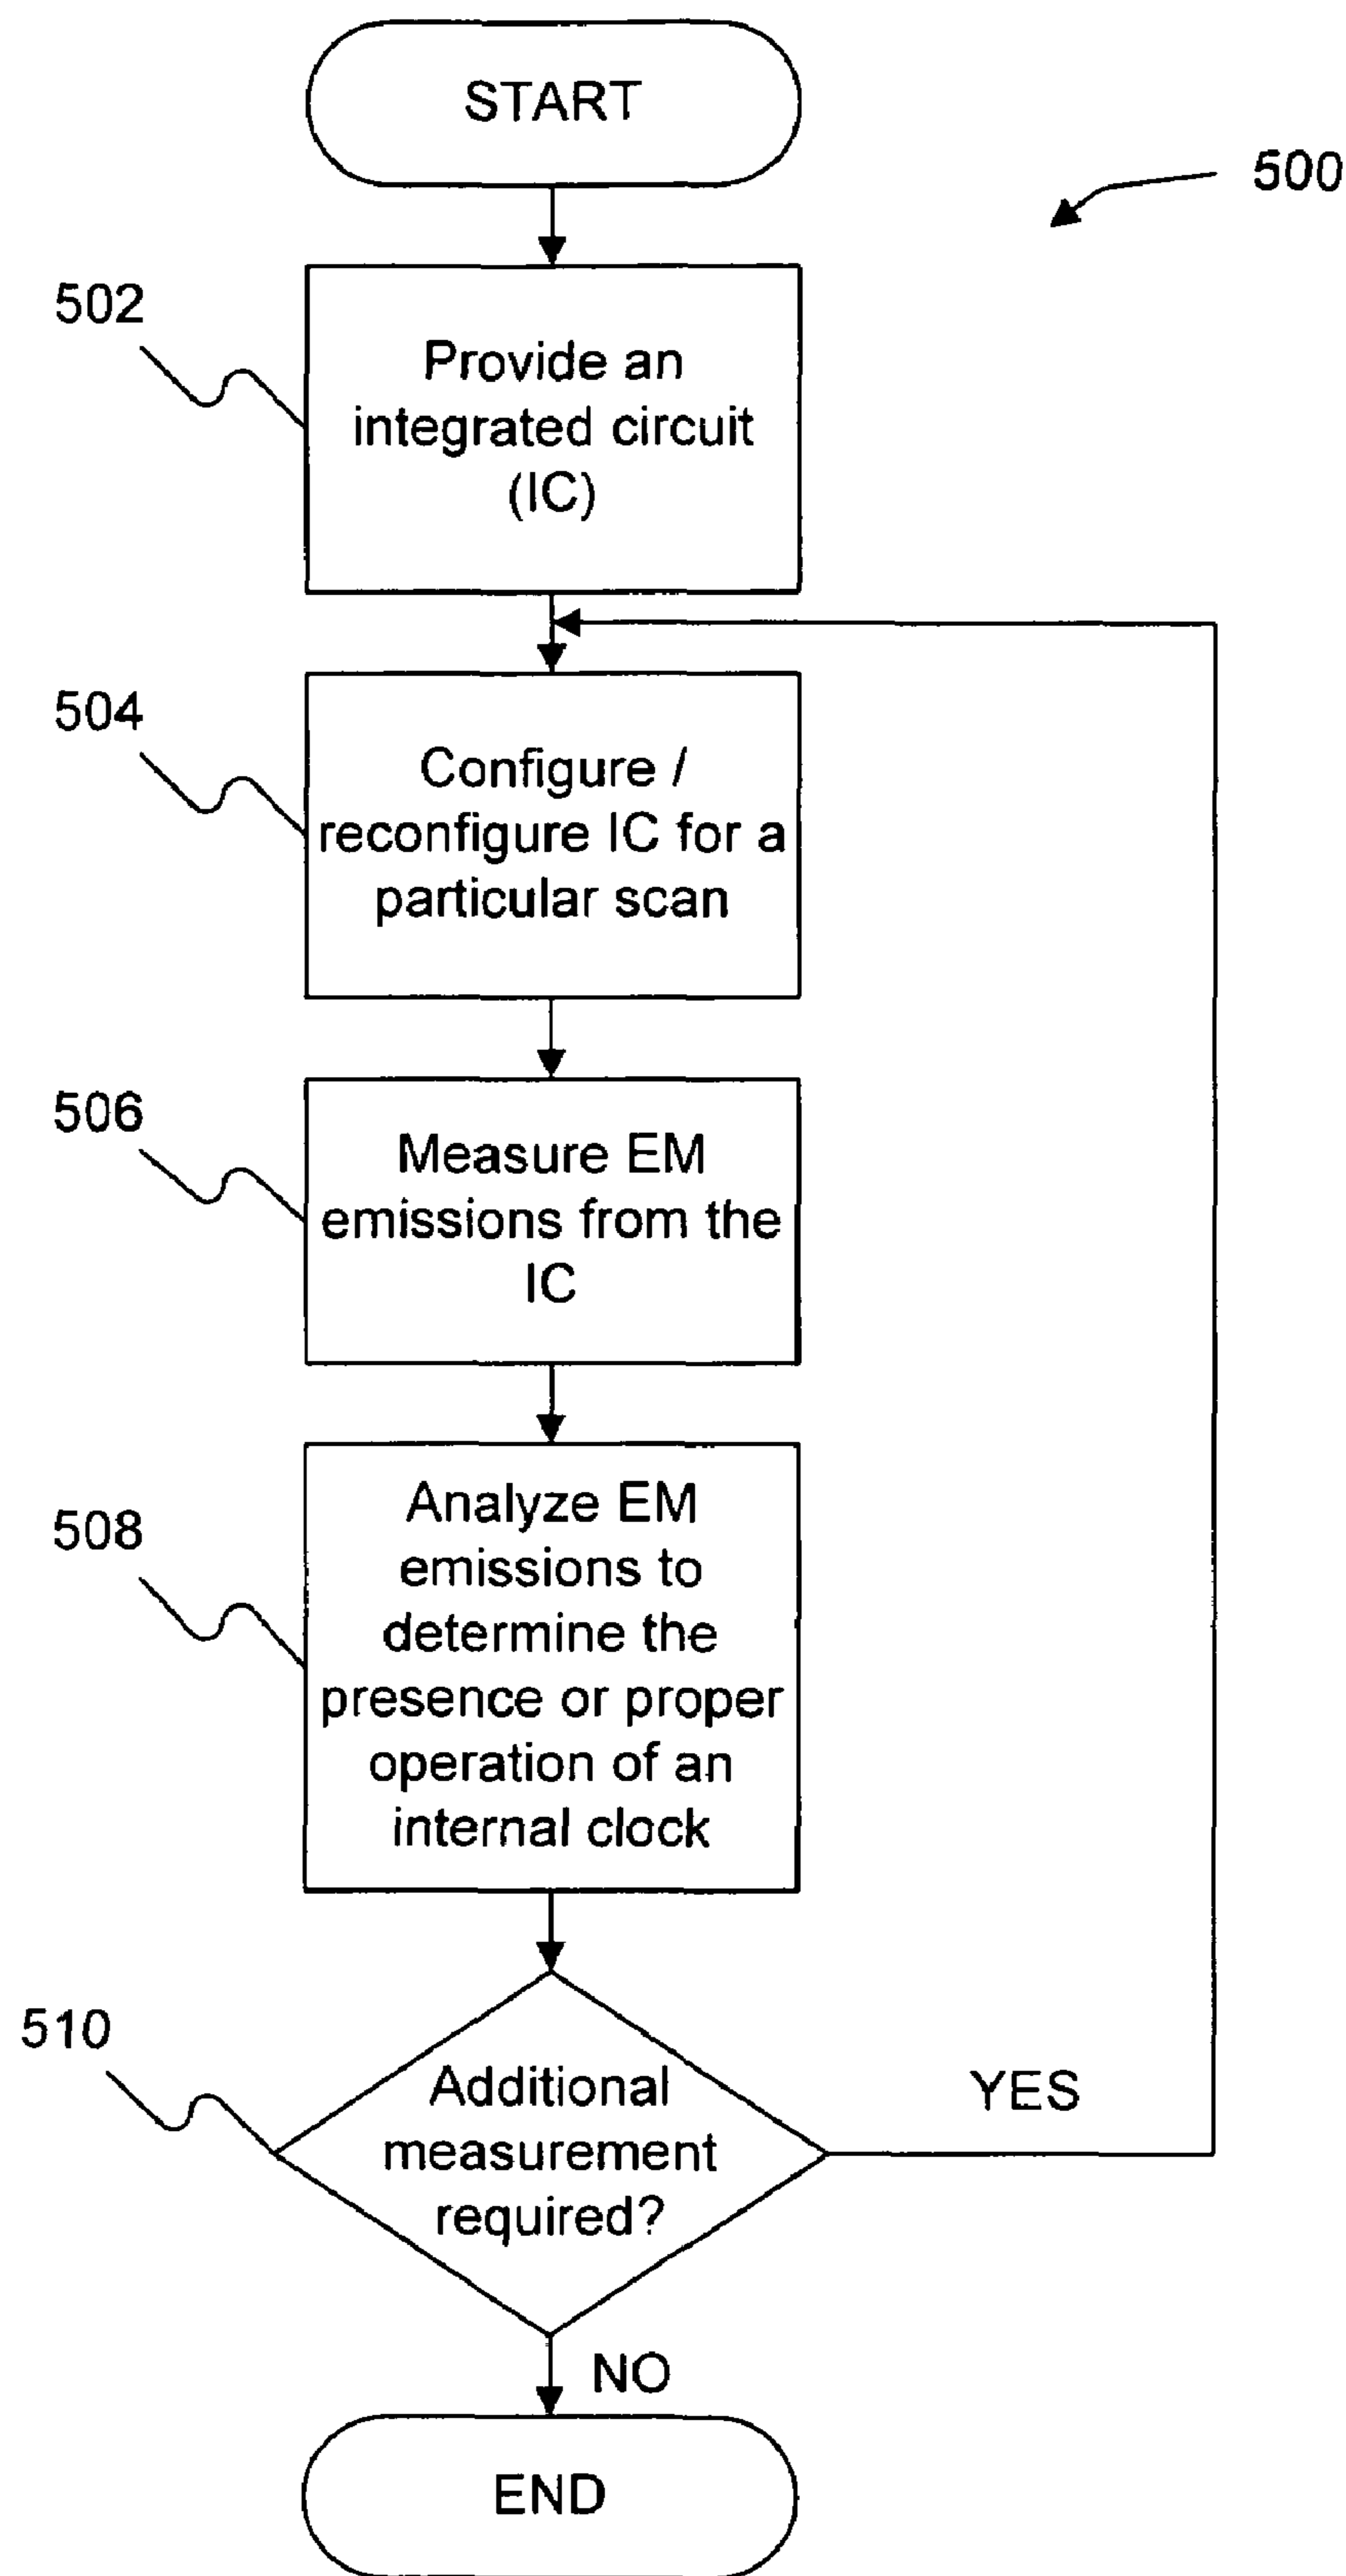 START
500
502
Provide an
integrated circuit
(IC)
504
Configure /
reconfigure IC for a
particular scan
506
Measure EM
emissions from the
IC
508
Analyze EM
emissions to
determine the
presence or proper
operation of an
internal clock
510
Additional
measurement
required?
YES
NO
END